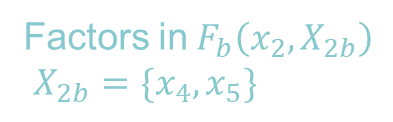 Factors in $F_b(x_2, X_{2b})$
$X_{2b} = \{x_4, x_5\}$